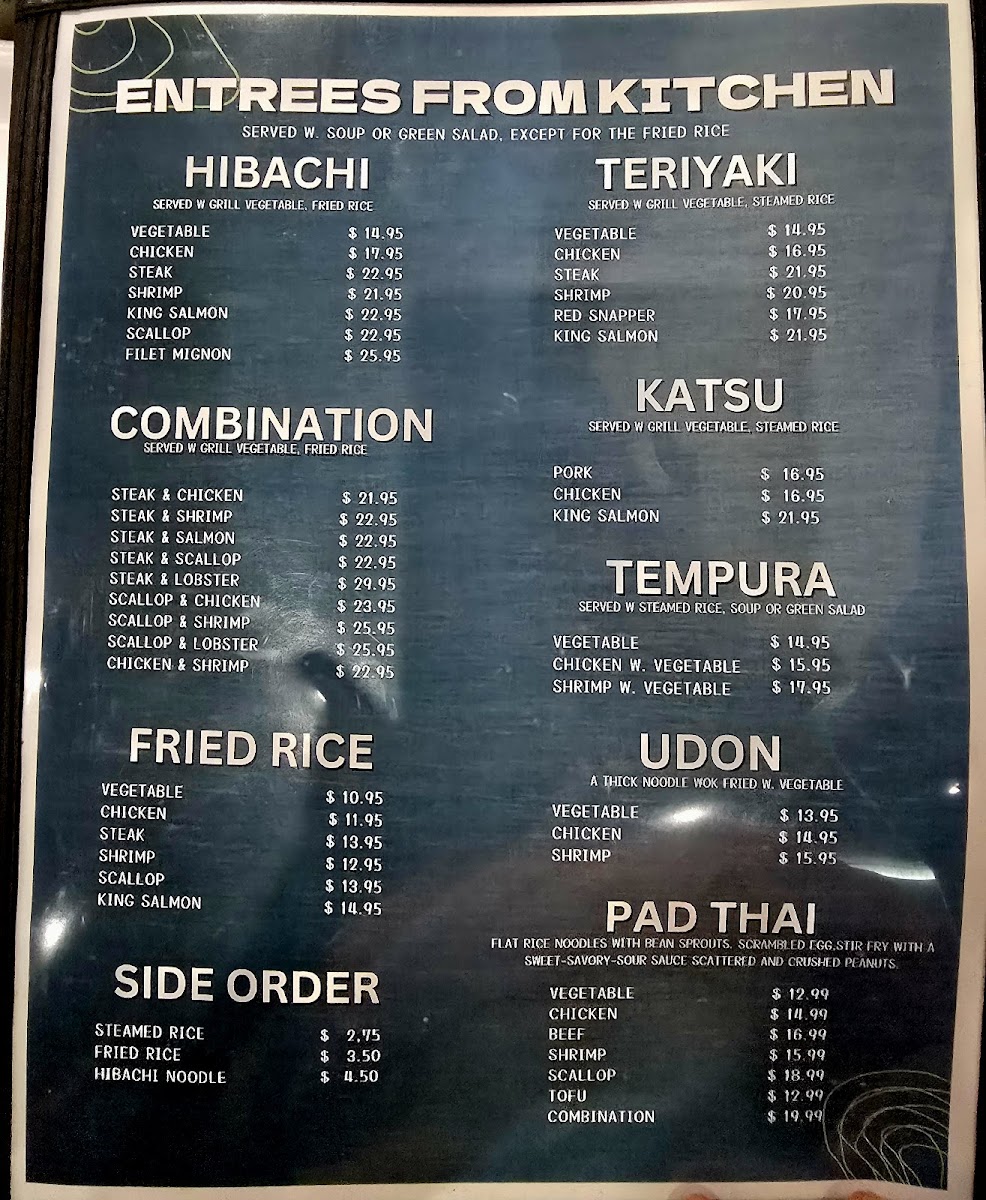 ENTREES FROM KITCHEN
SERVED W. SOUP OR GREEN SALAD, EXCEPT FOR THE FRIED RICE
HIBACHI
SERVED W GRILL VEGETABLE, FRIED RICE
VEGETABLE $ 14.95
CHICKEN $ 17.95
STEAK $ 22.95
SHRIMP $ 21.95
KING SALMON $ 22.95
SCALLOP $ 22.95
FILET MIGNON $ 25.95
COMBINATION
SERVED W GRILL VEGETABLE, FRIED RICE
STEAK & CHICKEN $ 21.95
STEAK & SHRIMP $ 22.95
STEAK & SALMON $ 22.95
STEAK & SCALLOP $ 22.95
STEAK & LOBSTER $ 29.95
SCALLOP & CHICKEN $ 23.95
SCALLOP & SHRIMP $ 25.95
SCALLOP & LOBSTER $ 25.95
CHICKEN & SHRIMP $ 22.95
FRIED RICE
VEGETABLE $ 10.95
CHICKEN $ 11.95
STEAK $ 13.95
SHRIMP $ 12.95
SCALLOP $ 13.95
KING SALMON $ 14.95
SIDE ORDER
STEAMED RICE $ 2,75
FRIED RICE $ 3.50
HIBACHI NOODLE $ 4.50
TERIYAKI
SERVED W GRILL VEGETABLE, STEAMED RICE
VEGETABLE $ 14.95
CHICKEN $ 16.95
STEAK $ 21.95
SHRIMP $ 20.95
RED SNAPPER $ 17.95
KING SALMON $ 21.95
KATSU
SERVED W GRILL VEGETABLE, STEAMED RICE
PORK $ 16.95
CHICKEN $ 16.95
KING SALMON $ 21.95
TEMPURA
SERVED W STEAMED RICE, SOUP OR GREEN SALAD
VEGETABLE $ 14.95
CHICKEN W. VEGETABLE $ 15.95
SHRIMP W. VEGETABLE $ 17.95
UDON
A THICK NOODLE WOK FRIED W. VEGETABLE
VEGETABLE $ 13.95
CHICKEN $ 14.95
SHRIMP $ 15.95
PAD THAI
FLAT RICE NOODLES WITH BEAN SPROUTS, SCRAMBLED EGG,STIR FRY WITH A
SWEET-SAVORY-SOUR SAUCE SCATTERED AND CRUSHED PEANUTS.
VEGETABLE $ 12.99
CHICKEN $ 14.99
BEEF $ 16.99
SHRIMP $ 15.99
SCALLOP $ 18.99
TOFU $ 12.99
COMBINATION $ 19.99